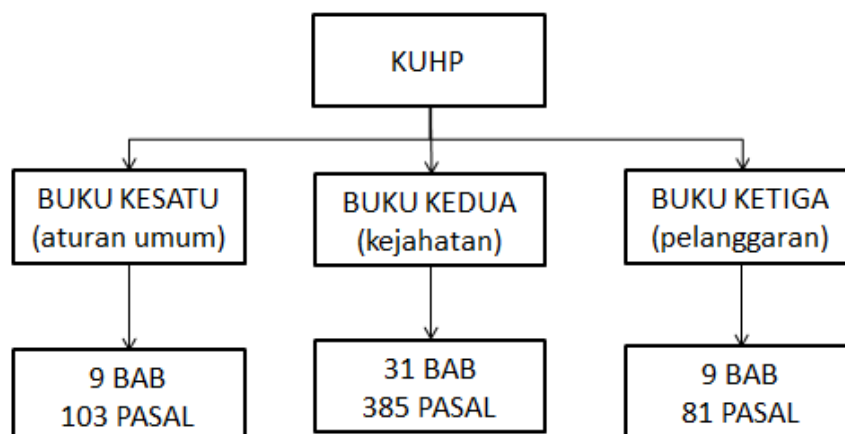 KUHP
BUKU KESATU
(aturan umum)
BUKU KEDUA
(kejahatan)
BUKU KETIGA
(pelanggaran)
9 BAB
103 PASAL
31 BAB
385 PASAL
9 BAB
81 PASAL